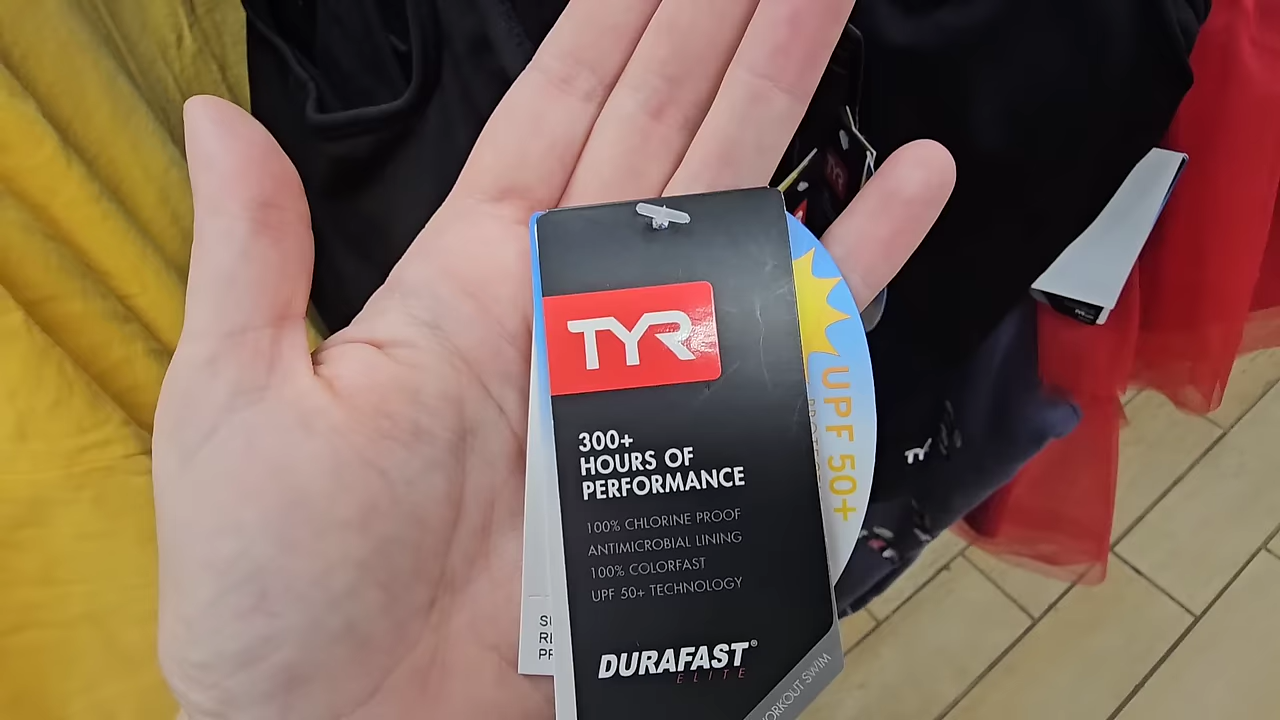 TYR
300+
HOURS OF
PERFORMANCE
100% CHLORINE PROOF
ANTIMICROBIAL LINING
100% COLORFAST
UPF 50+ TECHNOLOGY
DURAFAST®
ELITE
UPF 50+
SWIM